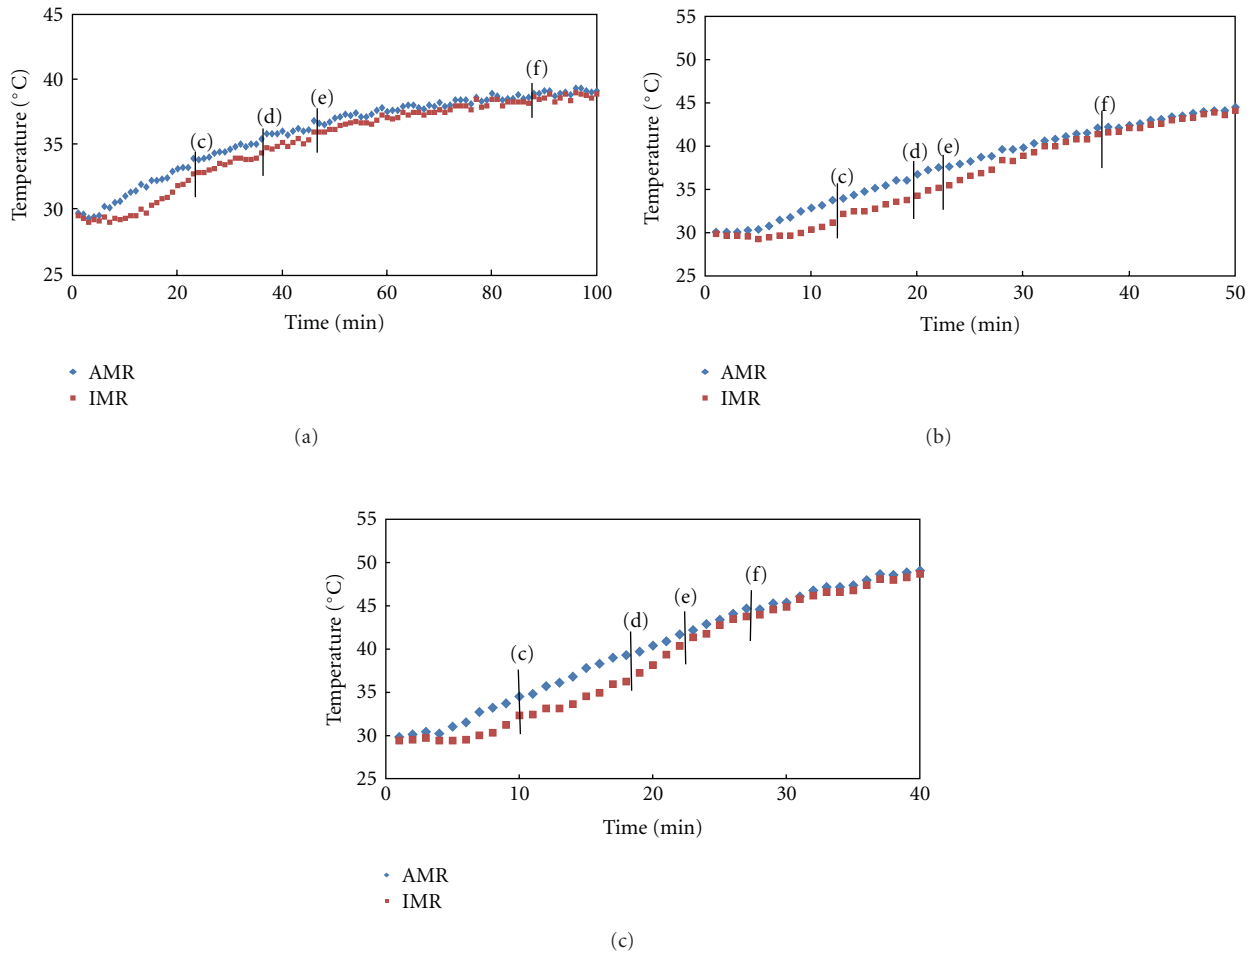 45
40
35
30
25
Temperature (°C)
(c)
(d)
(e)
(f)
0
20
40
60
80
100
Time (min)
AMR
IMR
(a)
55
50
45
40
35
30
25
Temperature (°C)
(c)
(d)
(e)
(f)
0
10
20
30
40
50
Time (min)
AMR
IMR
(b)
55
50
45
40
35
30
25
Temperature (°C)
(c)
(d)
(e)
(f)
0
10
20
30
40
Time (min)
AMR
IMR
(c)